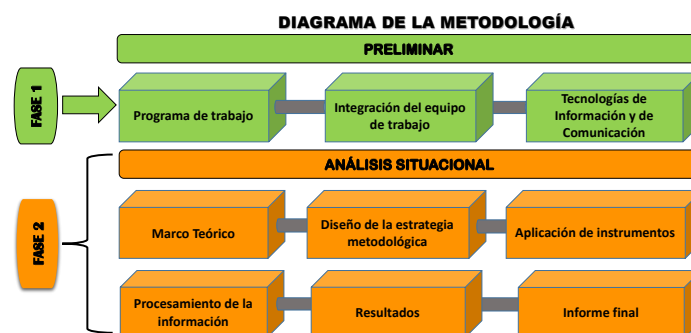 DIAGRAMA DE LA METODOLOGÍA
PRELIMINAR
FASE 1
Programa de trabajo
Integración del equipo
de trabajo
Tecnologías de
Información y de
Comunicación
ANÁLISIS SITUACIONAL
FASE 2
Marco Teórico
Diseño de la estrategia
metodológica
Aplicación de instrumentos
Procesamiento de la
información
Resultados
Informe final